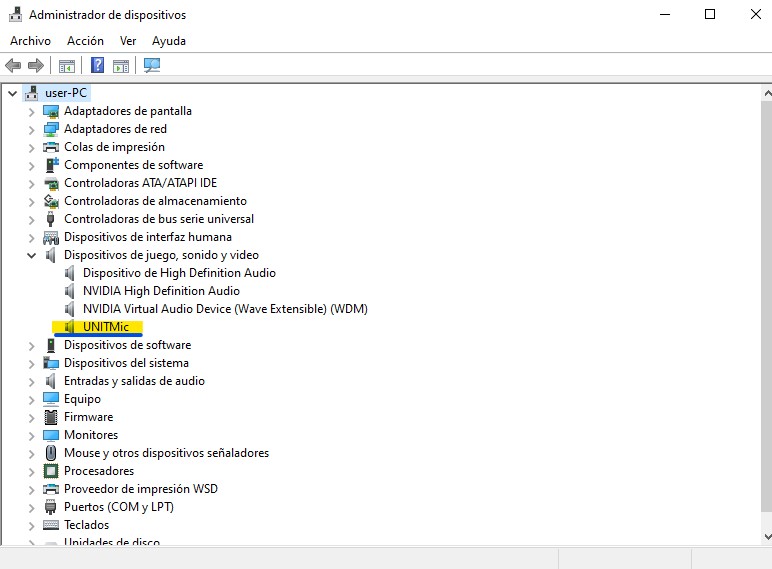 Administrador de dispositivos
Archivo Acción Ver Ayuda
user-PC
Adaptadores de pantalla
Adaptadores de red
Colas de impresión
Componentes de software
Controladoras ATA/ATAPI IDE
Controladoras de almacenamiento
Controladoras de bus serie universal
Dispositivos de interfaz humana
Dispositivos de juego, sonido y video
Dispositivo de High Definition Audio
NVIDIA High Definition Audio
NVIDIA Virtual Audio Device (Wave Extensible) (WDM)
UNITMic
Dispositivos de software
Dispositivos del sistema
Entradas y salidas de audio
Equipo
Firmware
Monitores
Mouse y otros dispositivos señaladores
Procesadores
Proveedor de impresión WSD
Puertos (COM y LPT)
Teclados
Unidades de disco